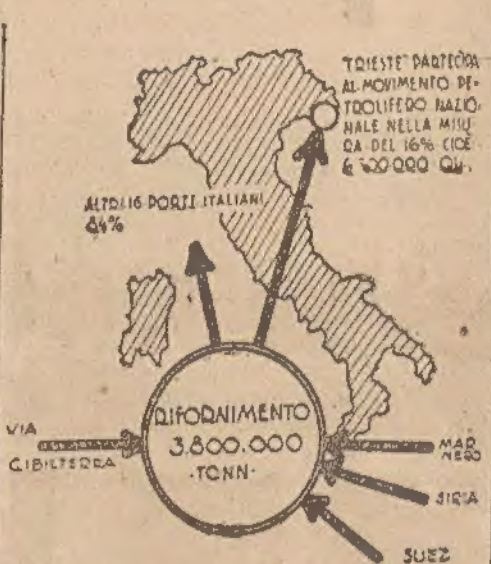 "TRIESTE" PARTECIPA
AL MOVIMENTO PE-
TROLIFERO NAZIO-
NALE NELLA MISU-
RA DEL 16% CIOÈ
QU.
ALTRI 16 PORTI ITALIANI
84%
RIFORNIMENTO
3.800.000
-TONN-
VIA
GIBILTERRA
MAR
NERO
SIRIA
SUEZ